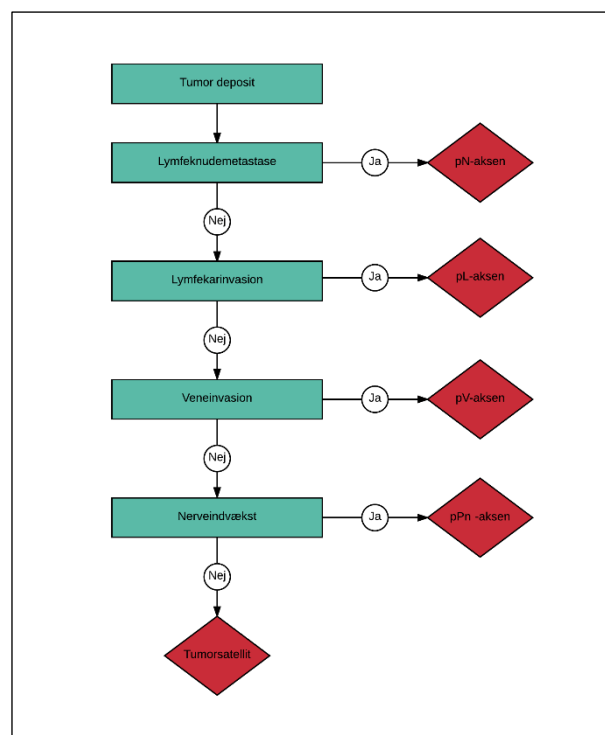 Tumor deposit
Lymfeknudemetastase
Ja
pN-aksen
Nej
Lymfekarinvasion
Ja
pL-aksen
Nej
Veneinvasion
Ja
pV-aksen
Nej
Nerveindvækst
Ja
pPn -aksen
Nej
Tumorsatellit